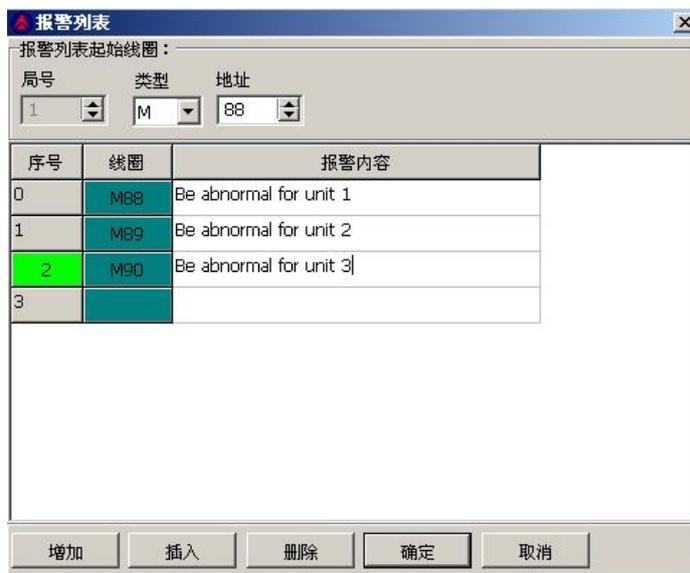 报警列表
报警列表起始线圈：
局号 类型 地址
1 M 88
序号 线圈 报警内容
0 M88 Be abnormal for unit 1
1 M89 Be abnormal for unit 2
2 M90 Be abnormal for unit 3
3
增加 插入 删除 确定 取消